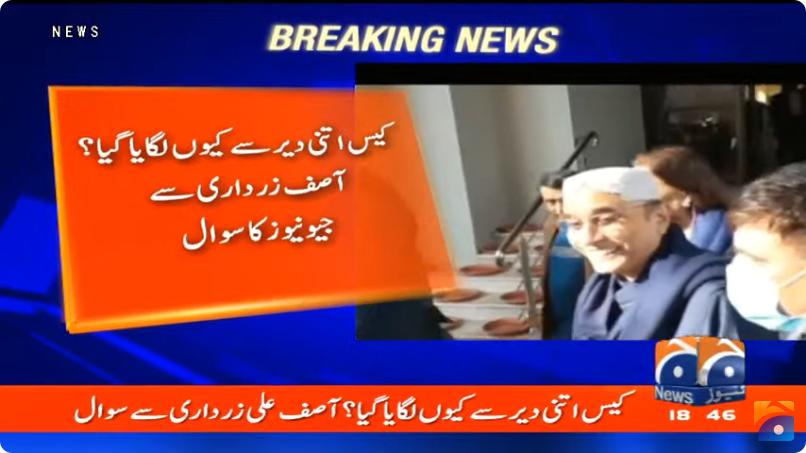 NEWS
BREAKING NEWS
کیس اتنی دیر سے کیوں لگایا گیا؟
آصف زرداری سے
جیو نیوز کا سوال
کیس اتنی دیر سے کیوں لگایا گیا؟ آصف علی زرداری سے سوال
جیو
News نیوز
18 46